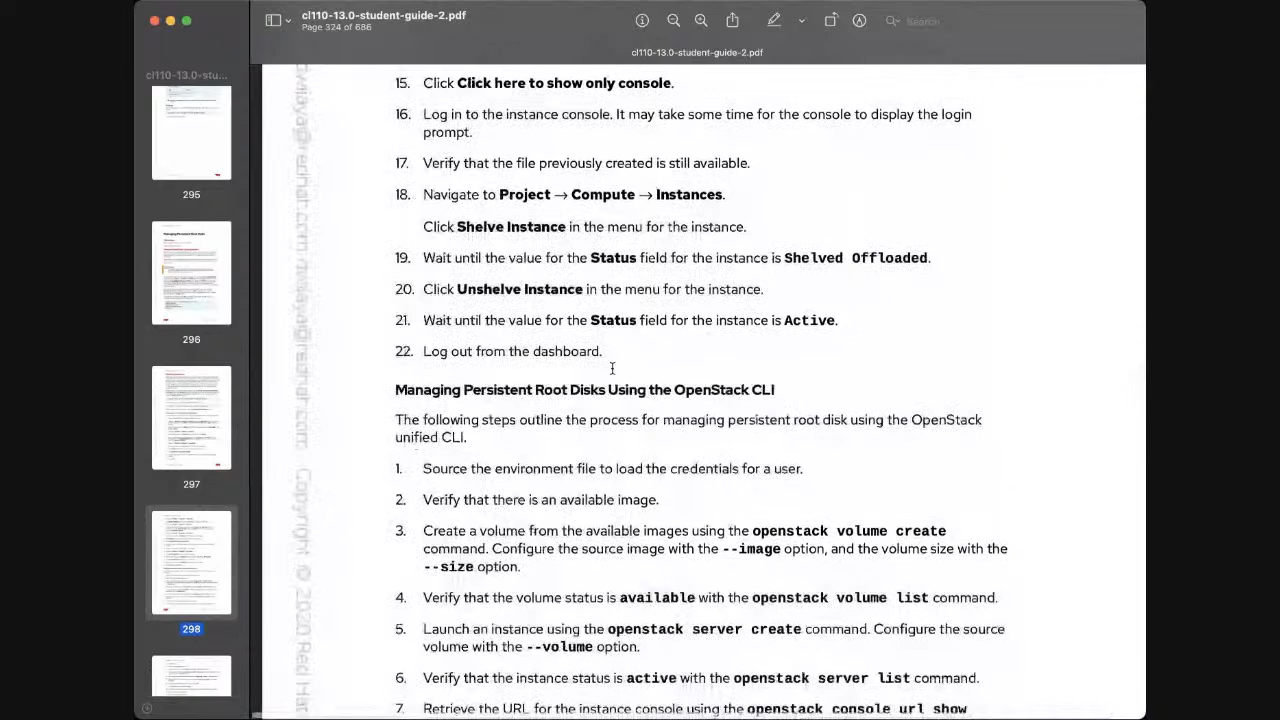 cl110-13.0-student-guide-2.pdf
Page 324 of 686
Search
cl110-13.0-student-guide-2.pdf
cl110-13.0-stu...
295
296
297
298
15. Click Click here to show only console.
16. Log in to the instance console. It may take some time for the console to display the login
prompt.
17. Verify that the file previously created is still available.
18. Navigate to Project → Compute → Instances.
Click Shelve Instance in the for the instance.
19. Wait until the value for the Status field for the instance is Shelved Offloaded.
20. Click Unshelve Instance in the for the instance.
21. Wait until the value for the Status field for the instance is Active.
22. Log out from the dashboard.
Managing Persistent Root Disks Using the OpenStack CLI
The following steps outline the process for managing persistent root disk using the OpenStack
unified CLI.
1. Source the environment file to load the credentials for a user.
2. Verify that there is an available image.
3. Create a volume from an existing image using the openstack volume create
command. Configure the source image with the --image option, and the volume size with the
--size option.
4. Verify that the volume status is available with the openstack volume list command.
5. Launch an instance using the openstack server create command. Configure the source
volume with the --volume option.
6. Verify that the instance status is active with the openstack server list command.
7. Retrieve the URL for the instance console using the openstack console url show